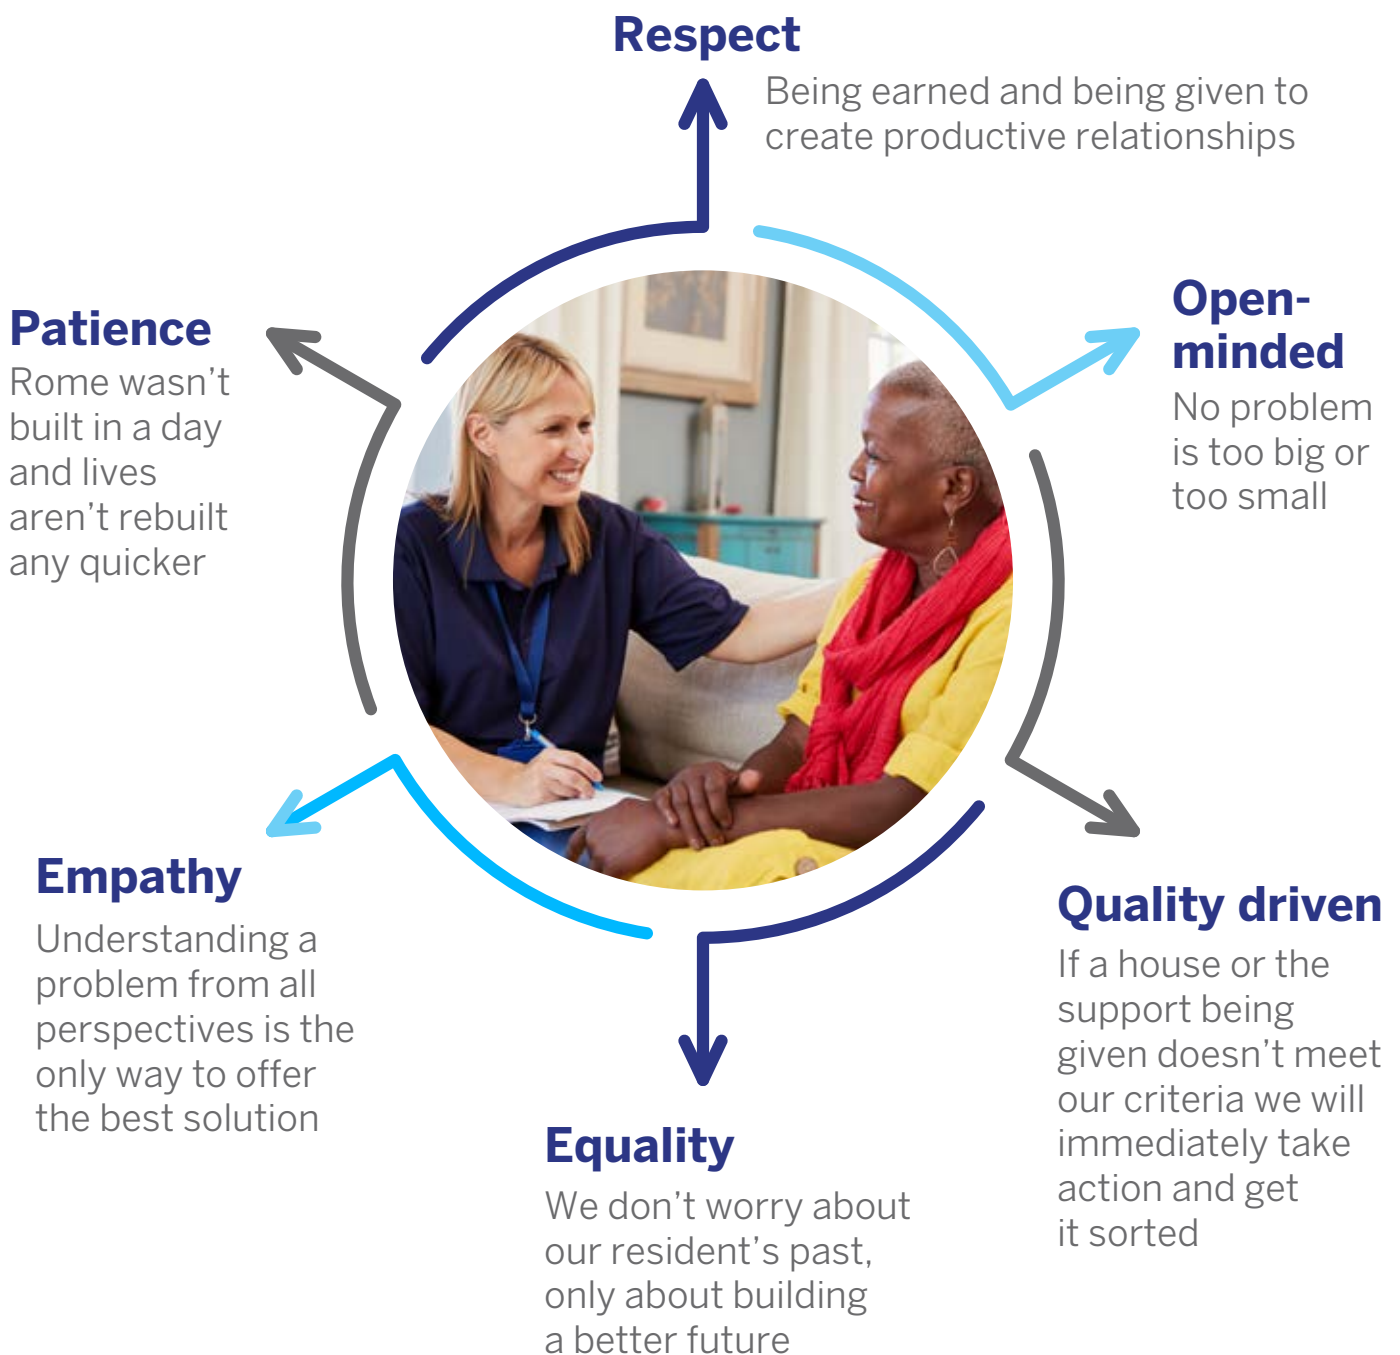 Respect
Being earned and being given to
create productive relationships
Open-
minded
No problem
is too big or
too small
Quality driven
If a house or the
support being
given doesn’t meet
our criteria we will
immediately take
action and get
it sorted
Equality
We don’t worry about
our resident’s past,
only about building
a better future
Empathy
Understanding a
problem from all
perspectives is the
only way to offer
the best solution
Patience
Rome wasn’t
built in a day
and lives
aren’t rebuilt
any quicker